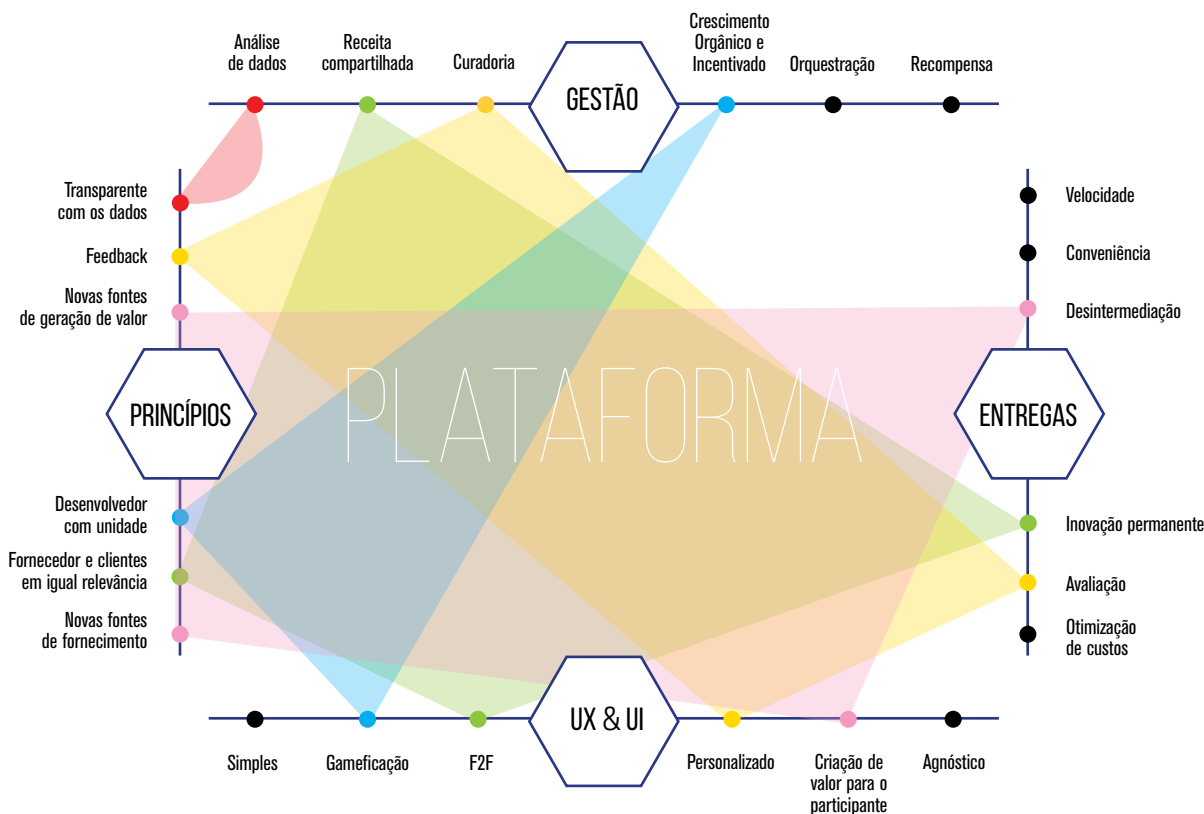 Análise
de dados
Receita
compartilhada
Curadoria
GESTÃO
Crescimento
Orgânico e
Incentivado
Orquestração
Recompensa
Transparente
com os dados
Feedback
Novas fontes
de geração de valor
PRINCÍPIOS
Desenvolvedor
com unidade
Fornecedor e clientes
em igual relevância
Novas fontes
de fornecimento
PLATAFORMA
Velocidade
Conveniência
Desintermediação
ENTREGAS
Inovação permanente
Avaliação
Otimização
de custos
Simples
Gameficação
F2F
UX & UI
Personalizado
Criação de
valor para o
participante
Agnóstico